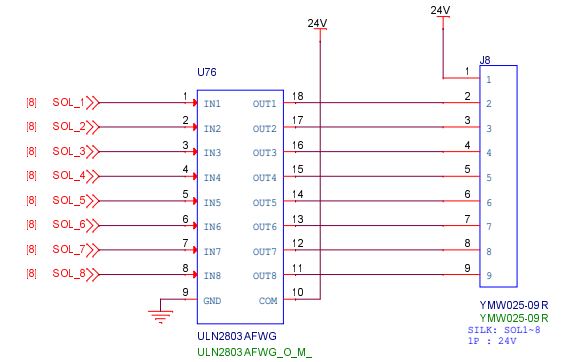 24V
24V
U76
J8
[8] SOL_1 1 IN1 OUT1 18
[8] SOL_2 2 IN2 OUT2 17
[8] SOL_3 3 IN3 OUT3 16
[8] SOL_4 4 IN4 OUT4 15
[8] SOL_5 5 IN5 OUT5 14
[8] SOL_6 6 IN6 OUT6 13
[8] SOL_7 7 IN7 OUT7 12
[8] SOL_8 8 IN8 OUT8 11
9 GND COM 10
1 1
2 2
3 3
4 4
5 5
6 6
7 7
8 8
9 9
ULN2803AFWG
ULN2803AFWG_O_M_
YMW025-09R
YMW025-09R
SILK: SOL1~8
1P : 24V